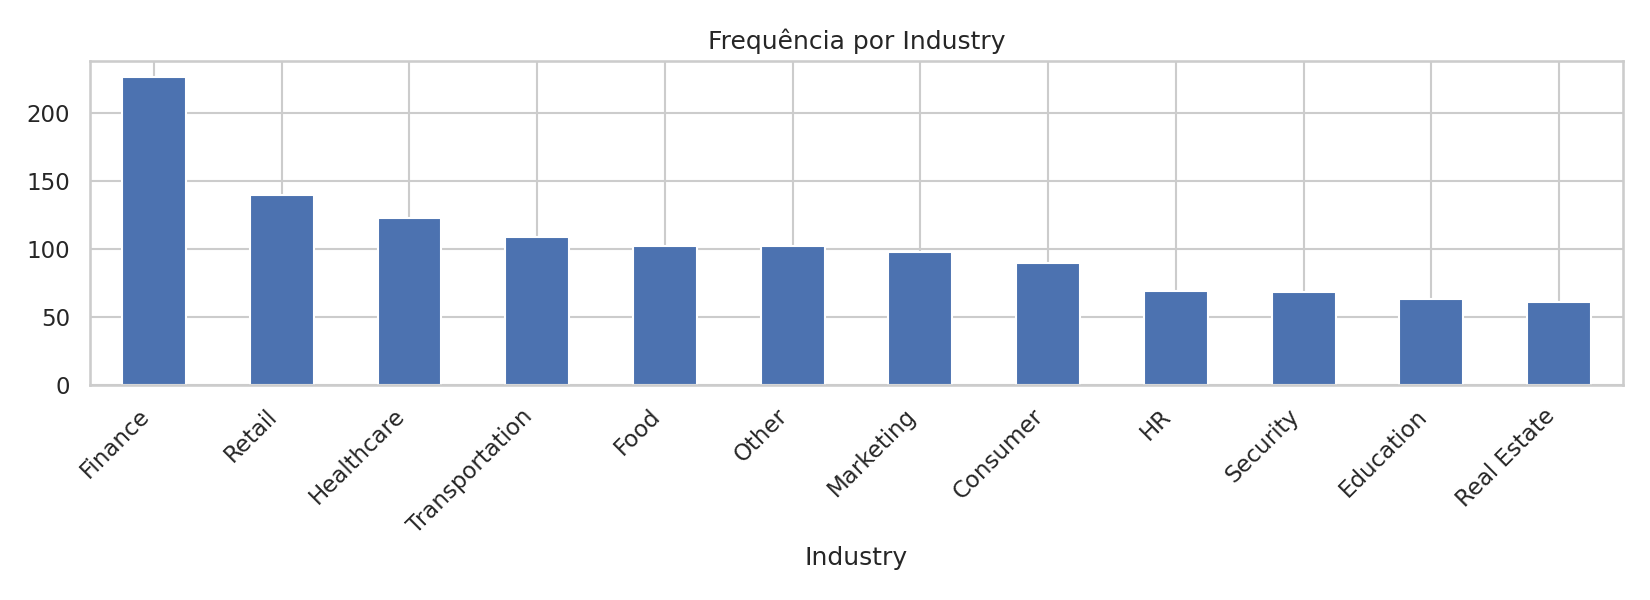 Frequência por Industry
200
150
100
50
0
Finance
Retail
Healthcare
Transportation
Food
Other
Marketing
Consumer
HR
Security
Education
Real Estate
Industry